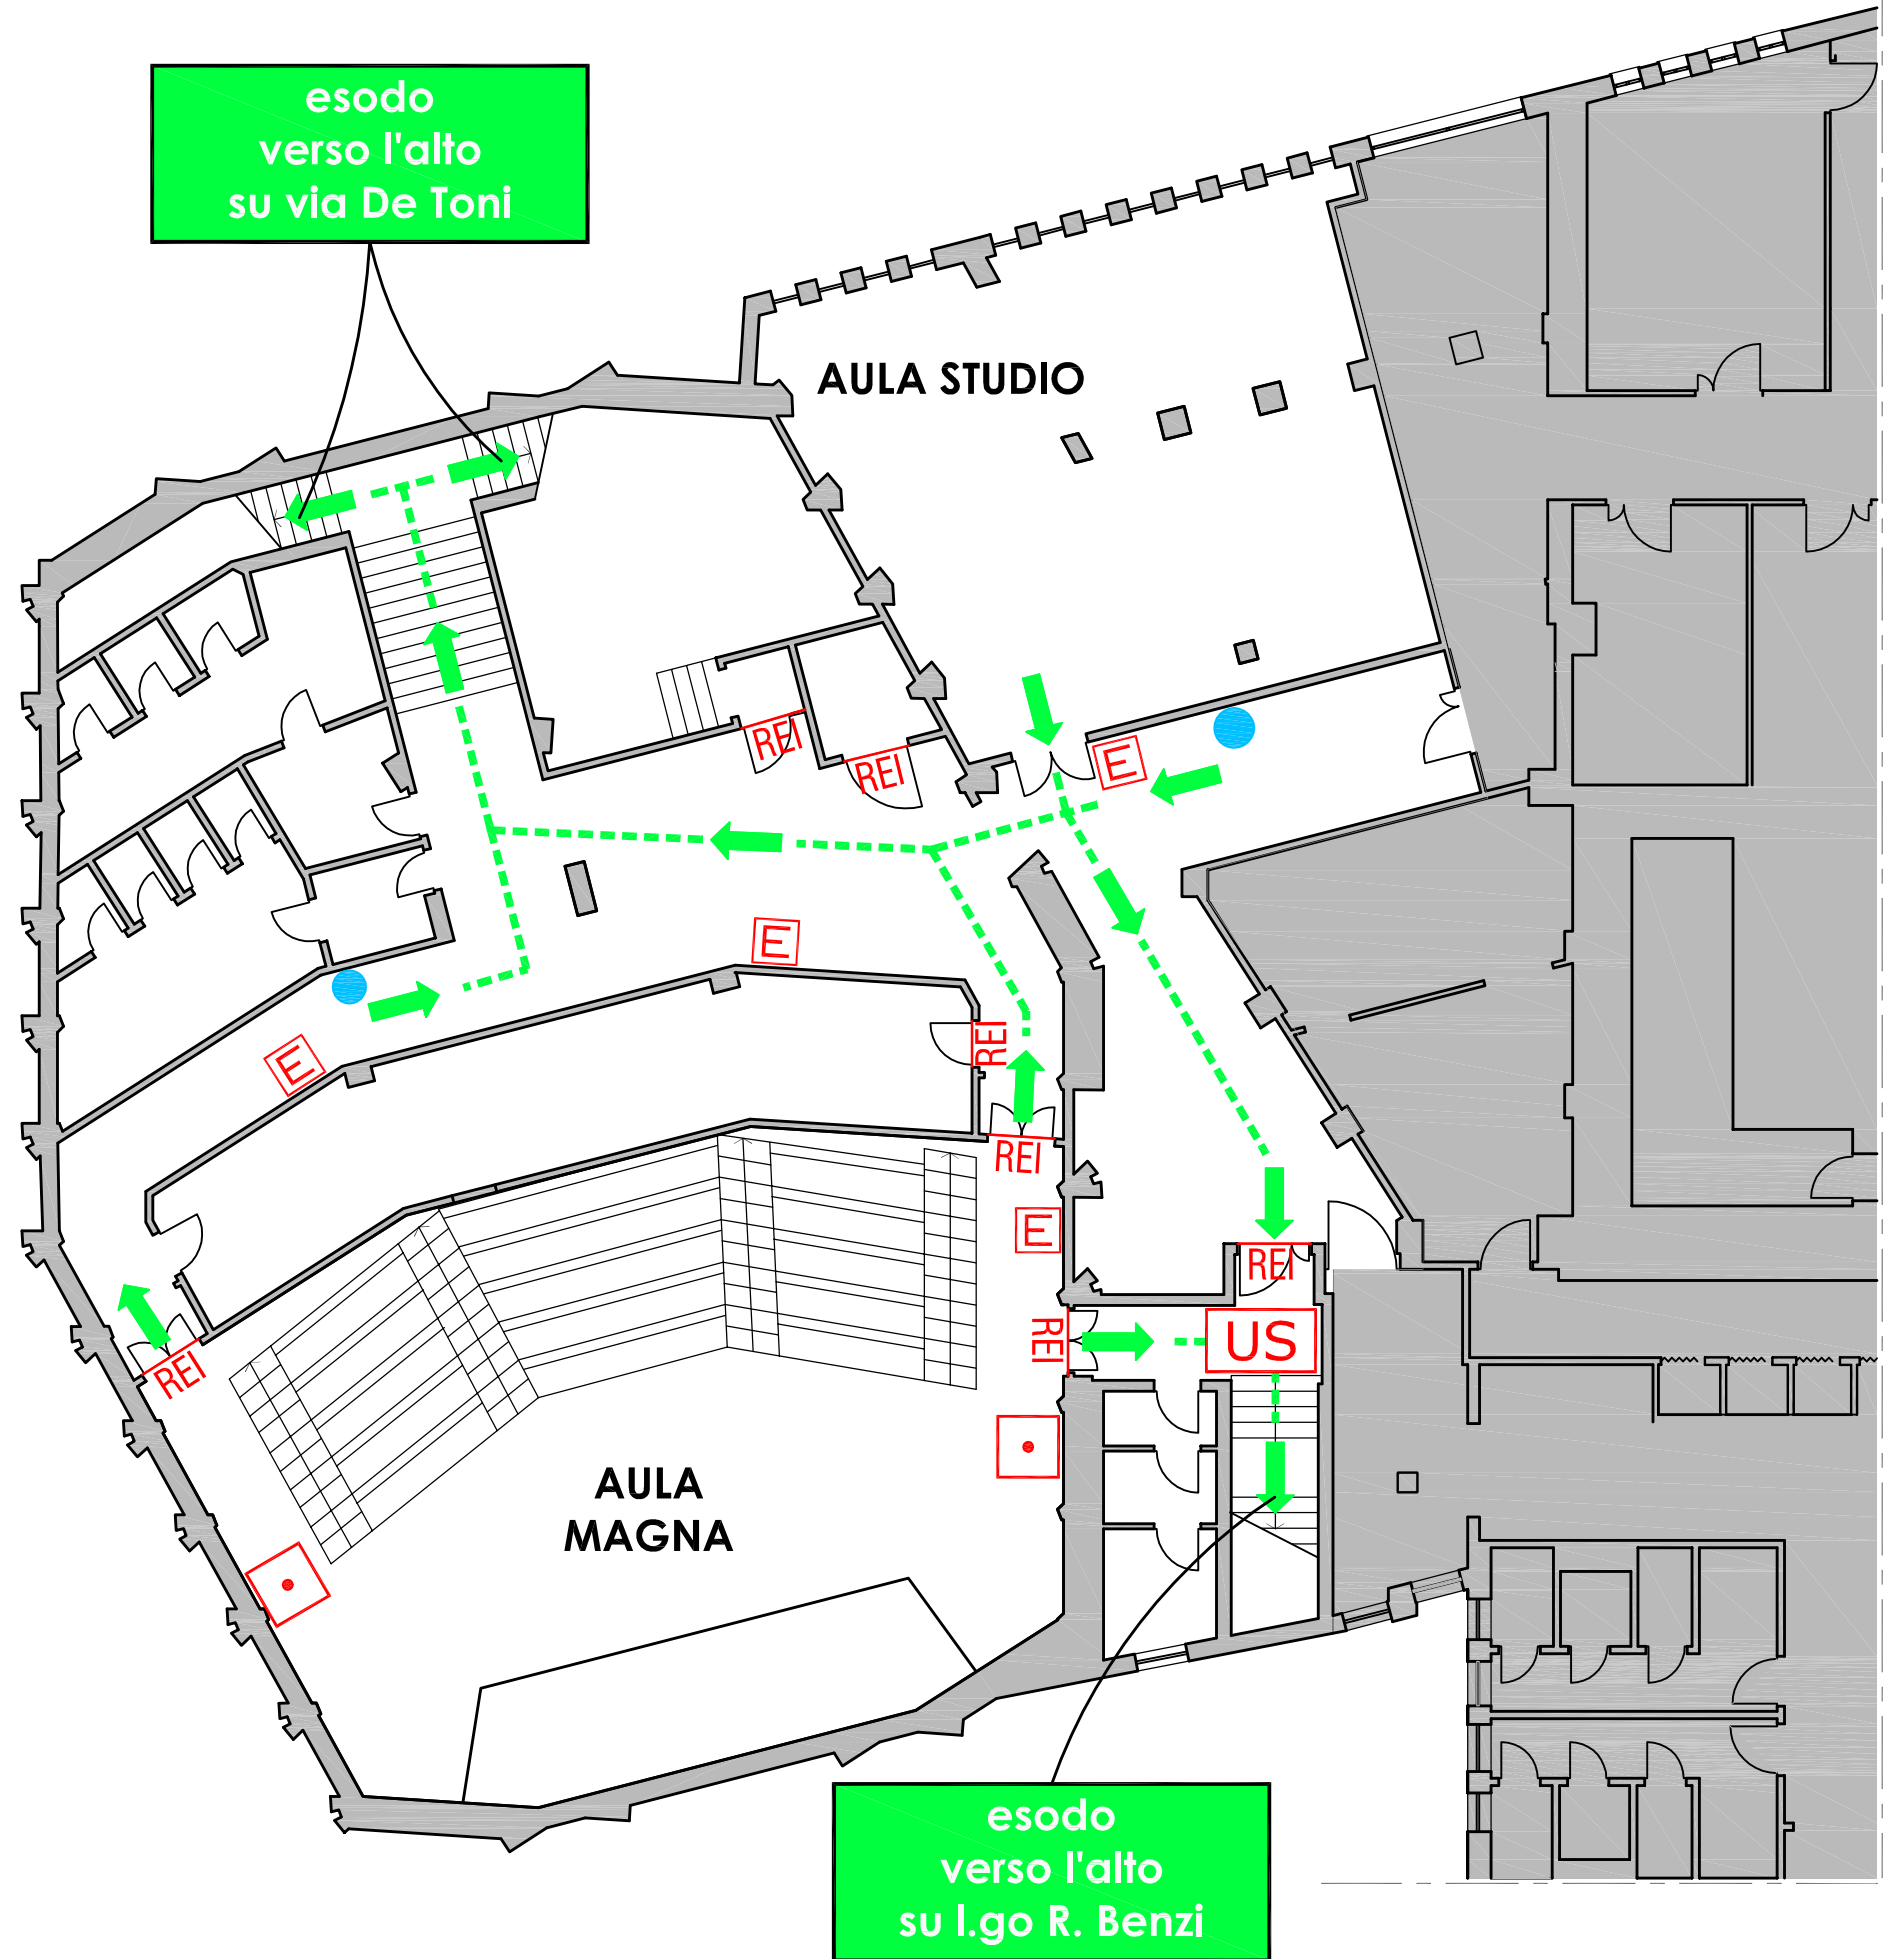 esodo
verso l'alto
su via De Toni
AULA STUDIO
REI
REI
E
E
REI
E
REI
E
REI
REI
US
REI
AULA
MAGNA
esodo
verso l'alto
su l.go R. Benzi